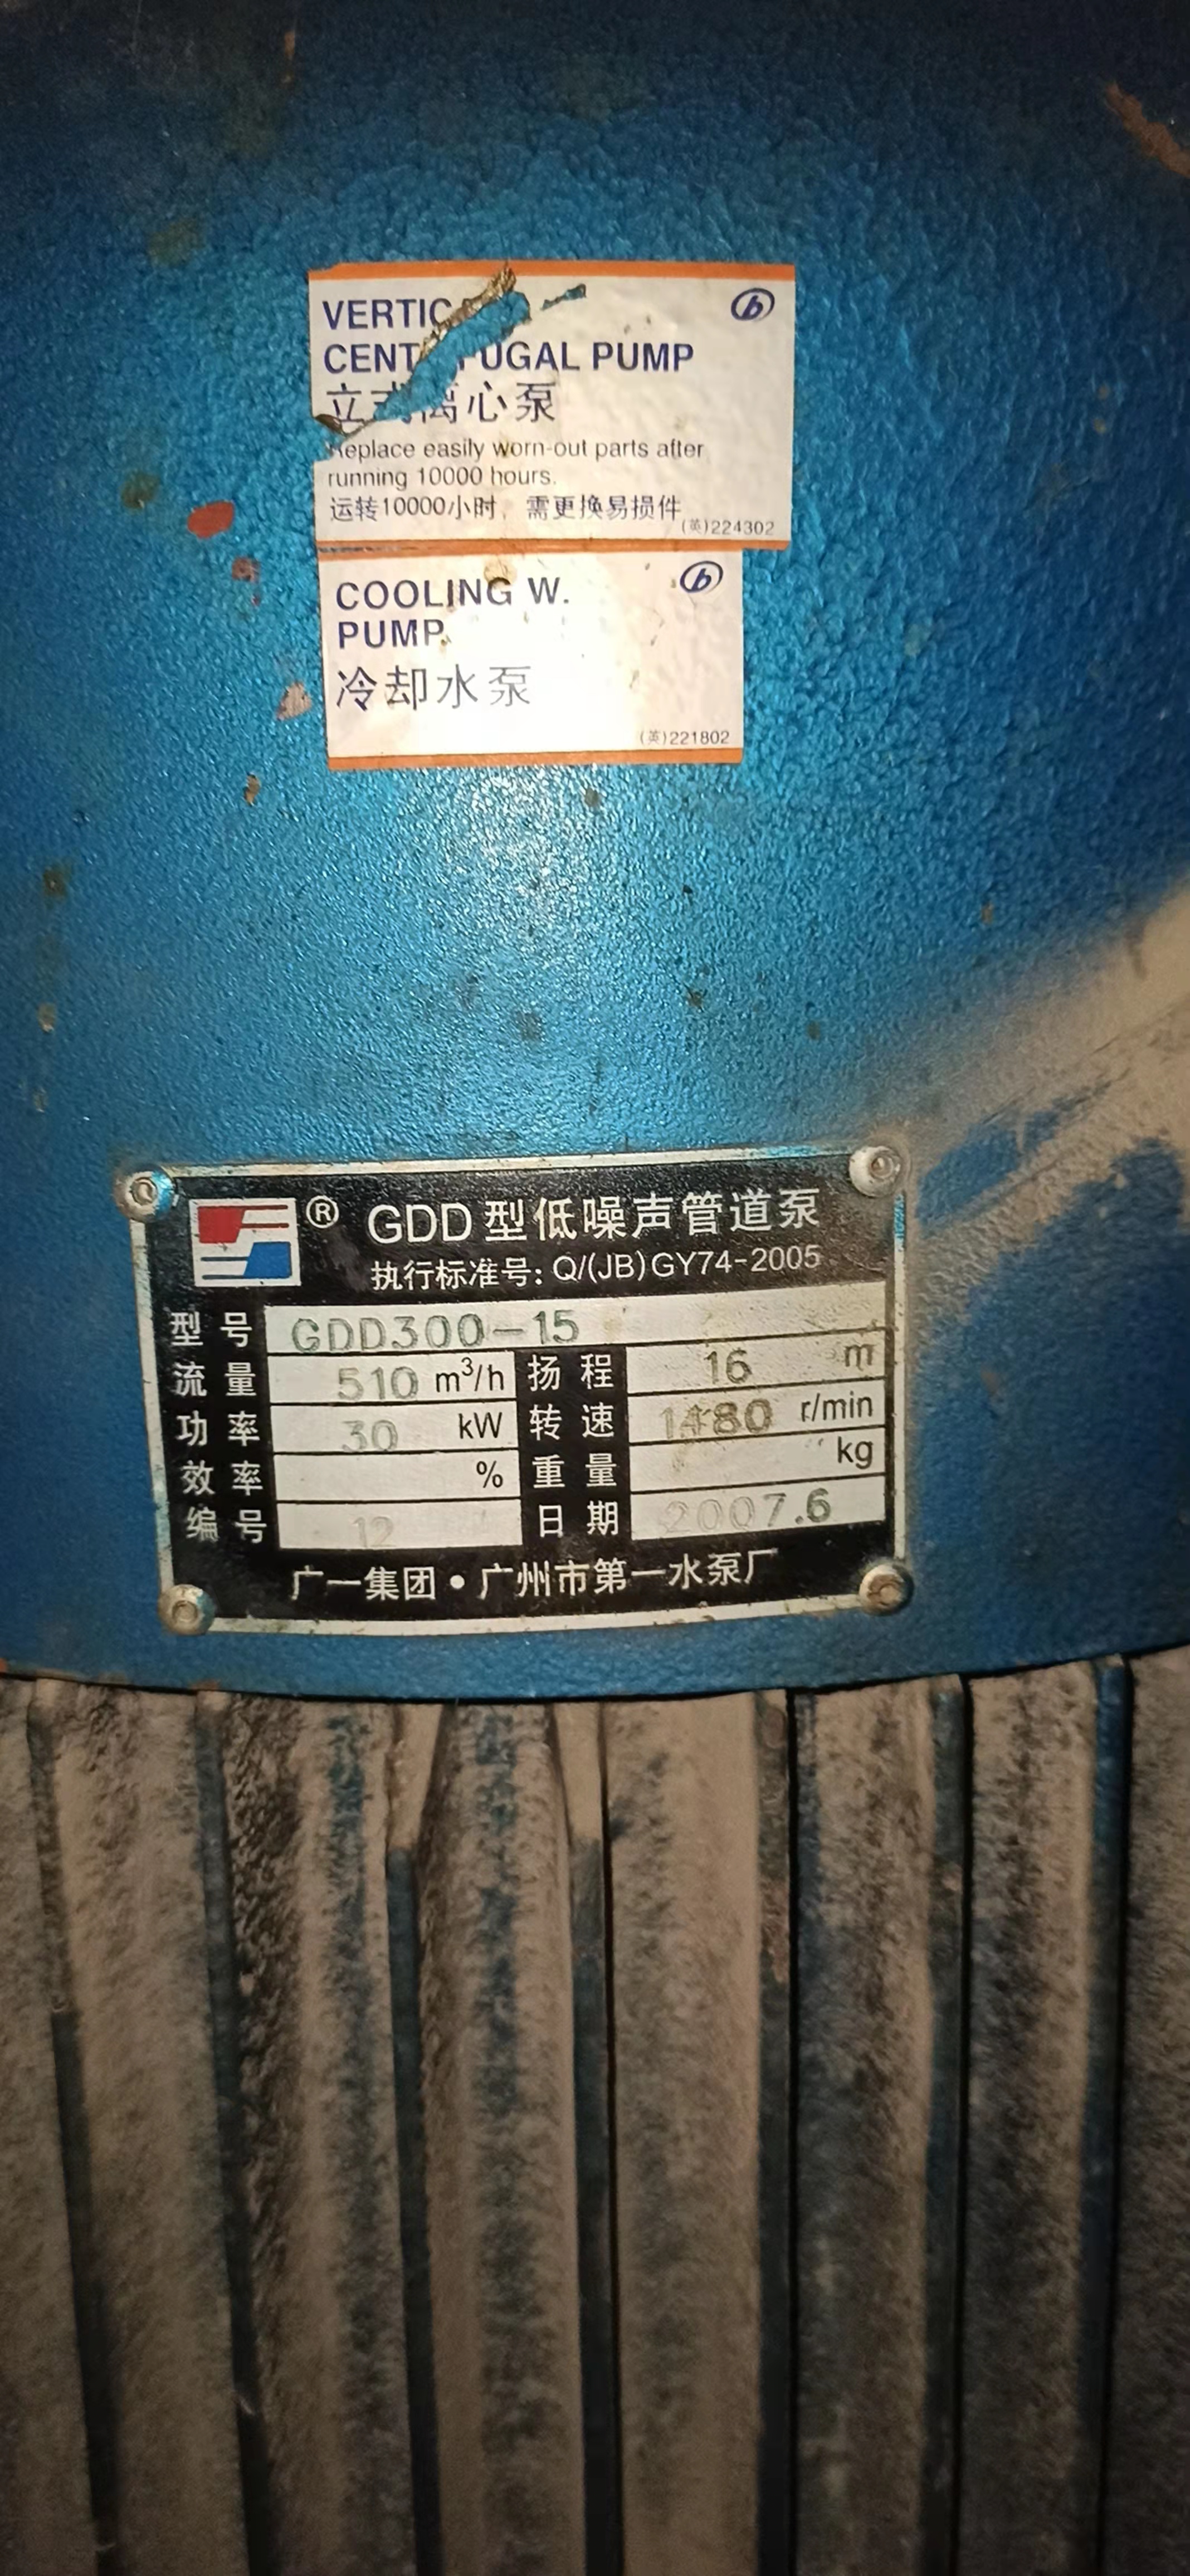 VERTIC
CENT FUGAL PUMP
立式离心泵
Replace easily worn-out parts after
running 10000 hours.
运转10000小时，需更换易损件
(英)224302
COOLING W.
PUMP
冷却水泵
(英)221802
® GDD型低噪声管道泵
执行标准号: Q/(JB)GY74-2005
型号 GDD300-15
流量 510 m³/h 扬程 16 m
功率 30 kW 转速 1480 r/min
效率 % 重量 kg
编号 12 日期 2007.6
广一集团•广州市第一水泵厂